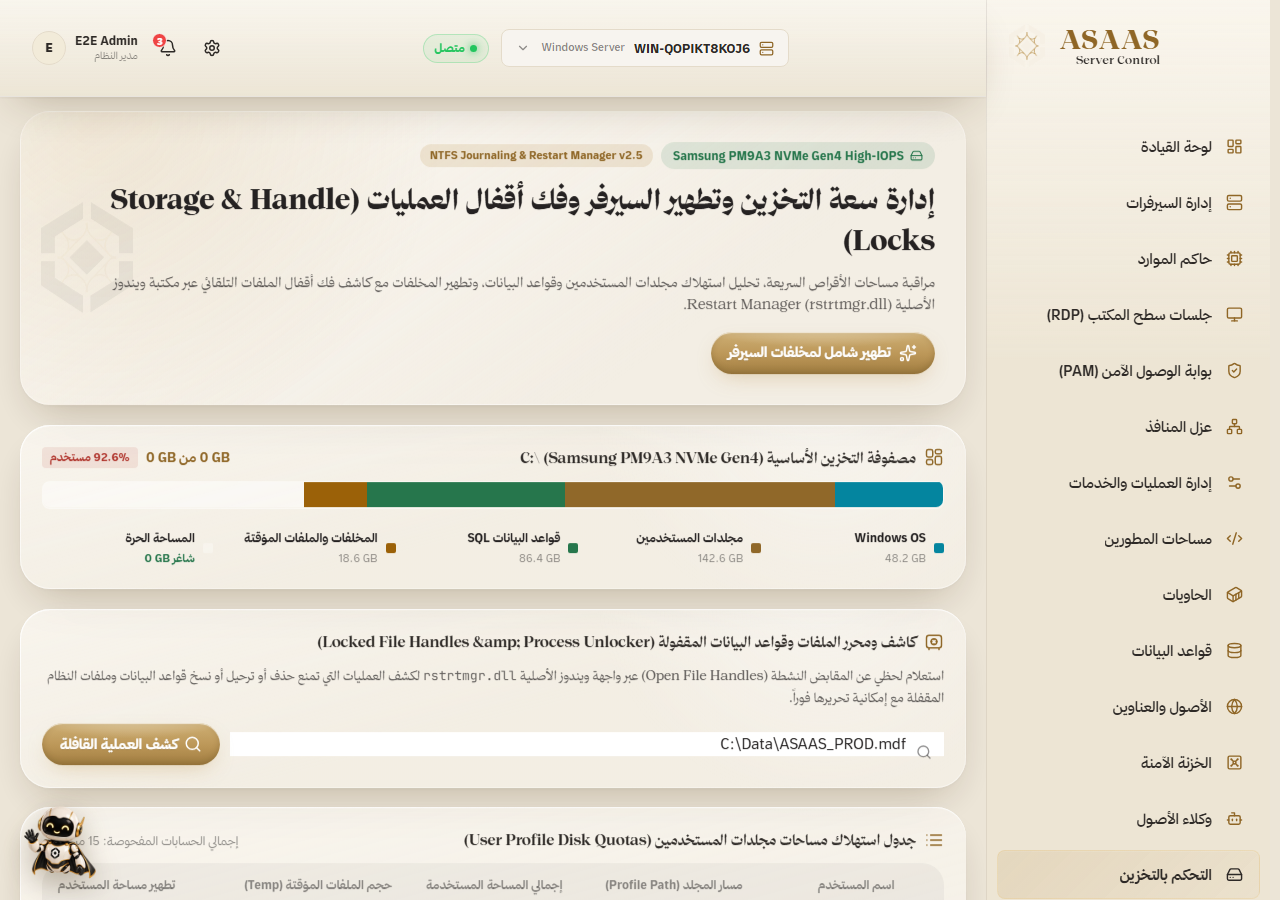 ASAAS
Server Control
لوحة القيادة
إدارة السيرفرات
حاكم الموارد
جلسات سطح المكتب (RDP)
بوابة الوصول الآمن (PAM)
عزل المنافذ
إدارة العمليات والخدمات
مساحات المطورين
الحاويات
قواعد البيانات
الأصول والعناوين
الخزنة الآمنة
وكلاء الأصول
التحكم بالتخزين
WIN-QOPIKT8KOJ6 Windows Server
متصل
3
E2E Admin
مدير النظام
E
Samsung PM9A3 NVMe Gen4 High-IOPS
NTFS Journaling & Restart Manager v2.5
إدارة سعة التخزين وتطهير السيرفر وفك أقفال العمليات (Storage & Handle
Locks)
مراقبة مساحات الأقراص السريعة، تحليل استهلاك مجلدات المستخدمين وقواعد البيانات، وتطهير المخلفات مع كاشف فك أقفال الملفات التلقائي عبر مكتبة ويندوز
الأصلية Restart Manager (rstrtmgr.dll).
تطهير شامل لمخلفات السيرفر
مصفوفة التخزين الأساسية C:\ (Samsung PM9A3 NVMe Gen4)
0 GB من 0 GB
92.6% مستخدم
Windows OS
48.2 GB
مجلدات المستخدمين
142.6 GB
قواعد البيانات SQL
86.4 GB
المخلفات والملفات المؤقتة
18.6 GB
المساحة الحرة
0 GB شاغر
كاشف ومحرر الملفات وقواعد البيانات المقفولة (Locked File Handles &amp; Process Unlocker)
استعلام لحظي عن المقابض النشطة (Open File Handles) عبر واجهة ويندوز الأصلية rstrtmgr.dll لكشف العمليات التي تمنع حذف أو ترحيل أو نسخ قواعد البيانات وملفات النظام
المقفلة مع إمكانية تحريرها فوراً.
C:\Data\ASAAS_PROD.mdf
كشف العملية القافلة
جدول استهلاك مساحات مجلدات المستخدمين (User Profile Disk Quotas)
إجمالي الحسابات المفحوصة: 15
اسم المستخدم
مسار المجلد (Profile Path)
إجمالي المساحة المستخدمة
حجم الملفات المؤقتة (Temp)
تطهير مساحة المستخدم